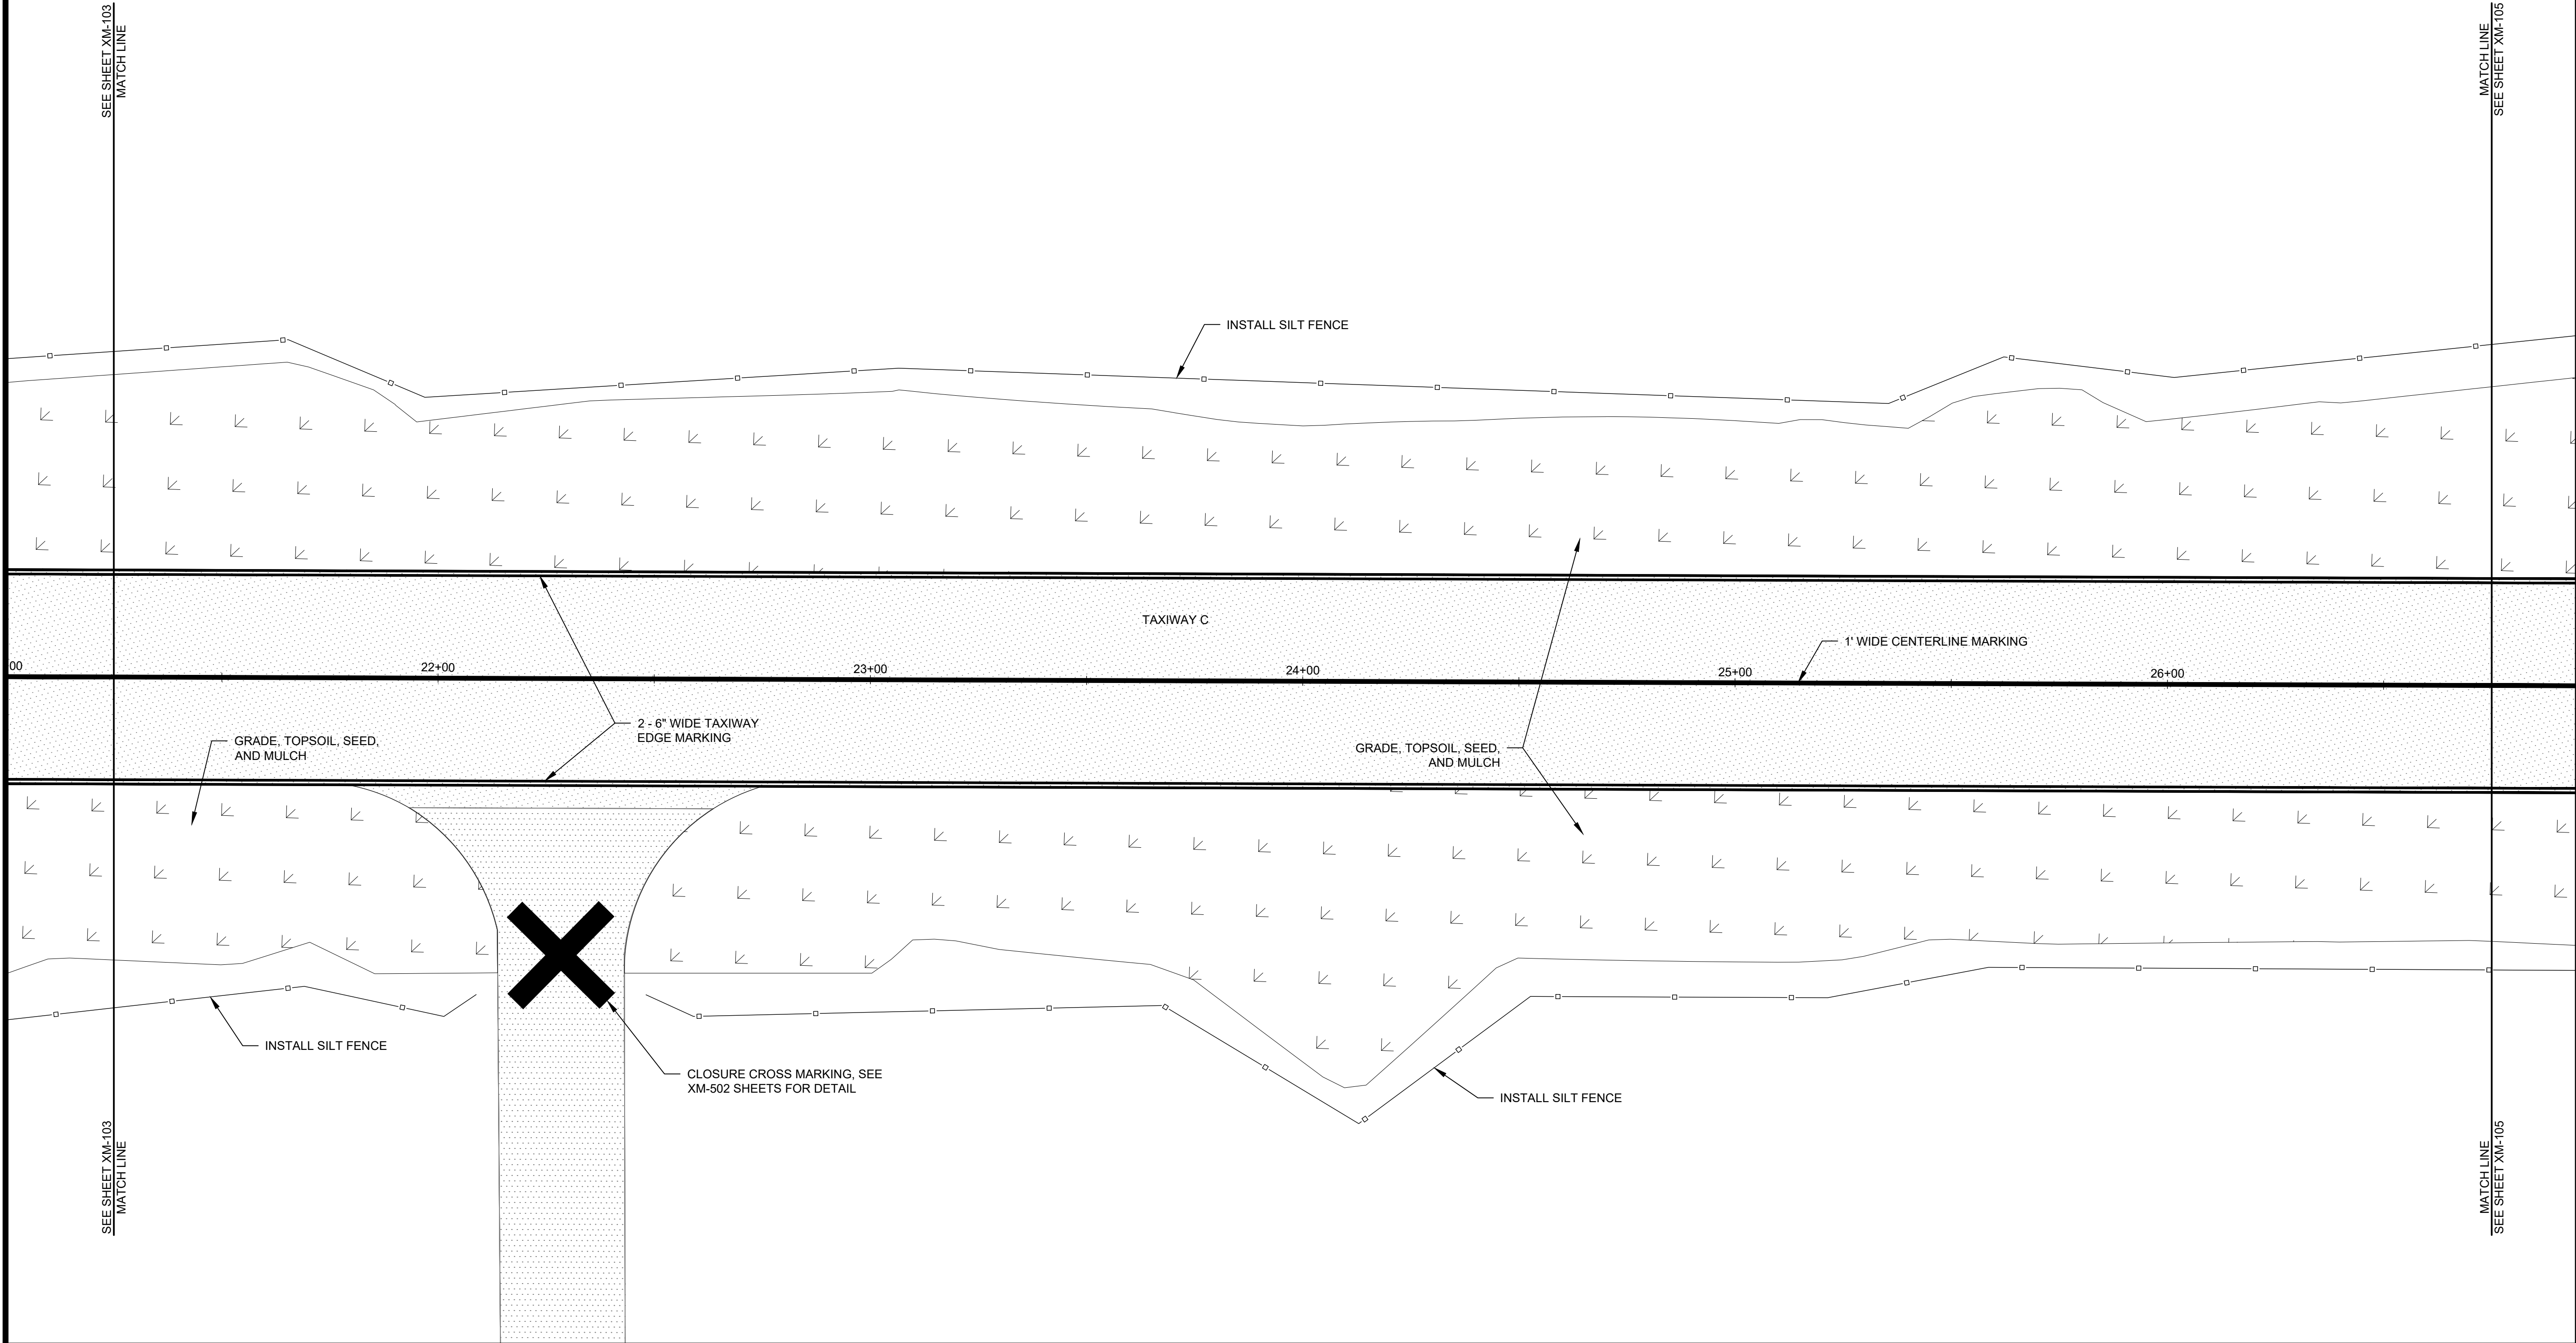 SEE SHEET XM-103
MATCH LINE
MATCH LINE
SEE SHEET XM-105
INSTALL SILT FENCE
TAXIWAY C
1' WIDE CENTERLINE MARKING
00
22+00
23+00
24+00
25+00
26+00
2 - 6" WIDE TAXIWAY
EDGE MARKING
GRADE, TOPSOIL, SEED,
AND MULCH
GRADE, TOPSOIL, SEED,
AND MULCH
INSTALL SILT FENCE
CLOSURE CROSS MARKING, SEE
XM-502 SHEETS FOR DETAIL
INSTALL SILT FENCE
SEE SHEET XM-103
MATCH LINE
MATCH LINE
SEE SHEET XM-105